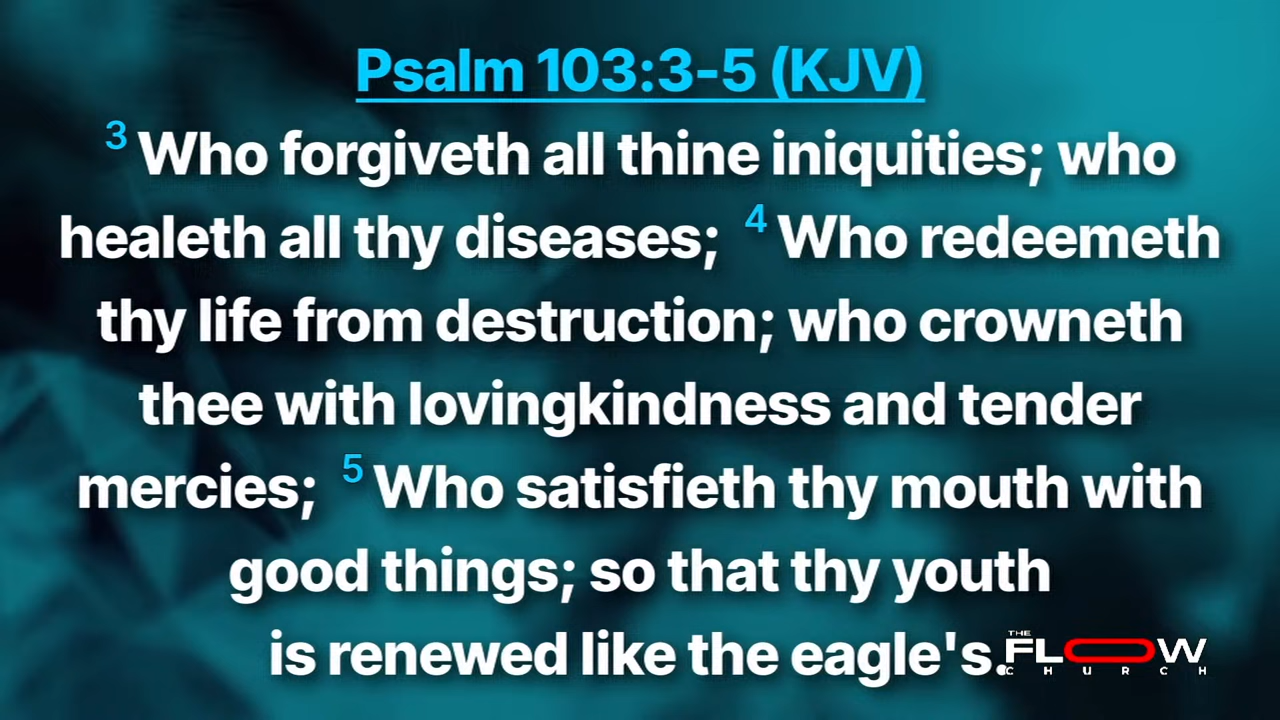 Psalm 103:3-5 (KJV)
3 Who forgiveth all thine iniquities; who
healeth all thy diseases; 4 Who redeemeth
thy life from destruction; who crowneth
thee with lovingkindness and tender
mercies; 5 Who satisfieth thy mouth with
good things; so that thy youth
is renewed like the eagle's.
THE
FLOW
CHURCH